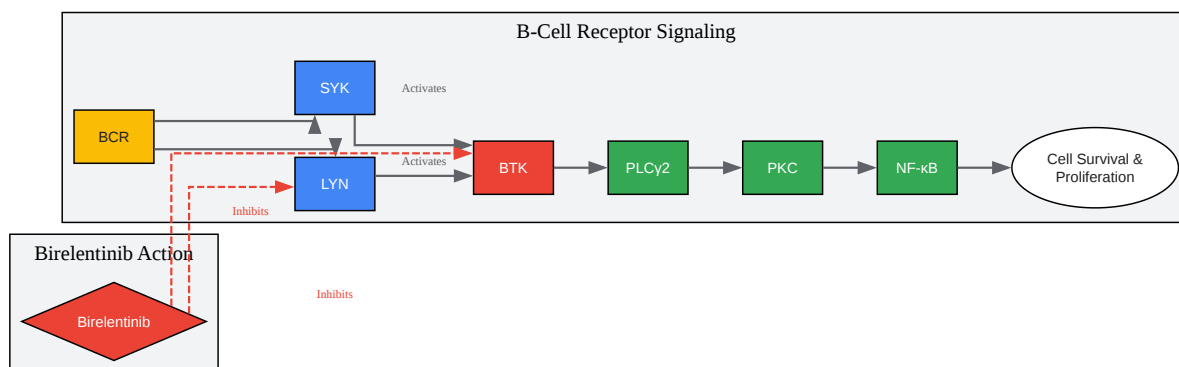 B-Cell Receptor Signaling
SYK
Activates
BCR
Activates
LYN
BTK
PLCγ2
PKC
NF-κB
Cell Survival &
Proliferation
Inhibits
Birelentinib Action
Inhibits
Birelentinib